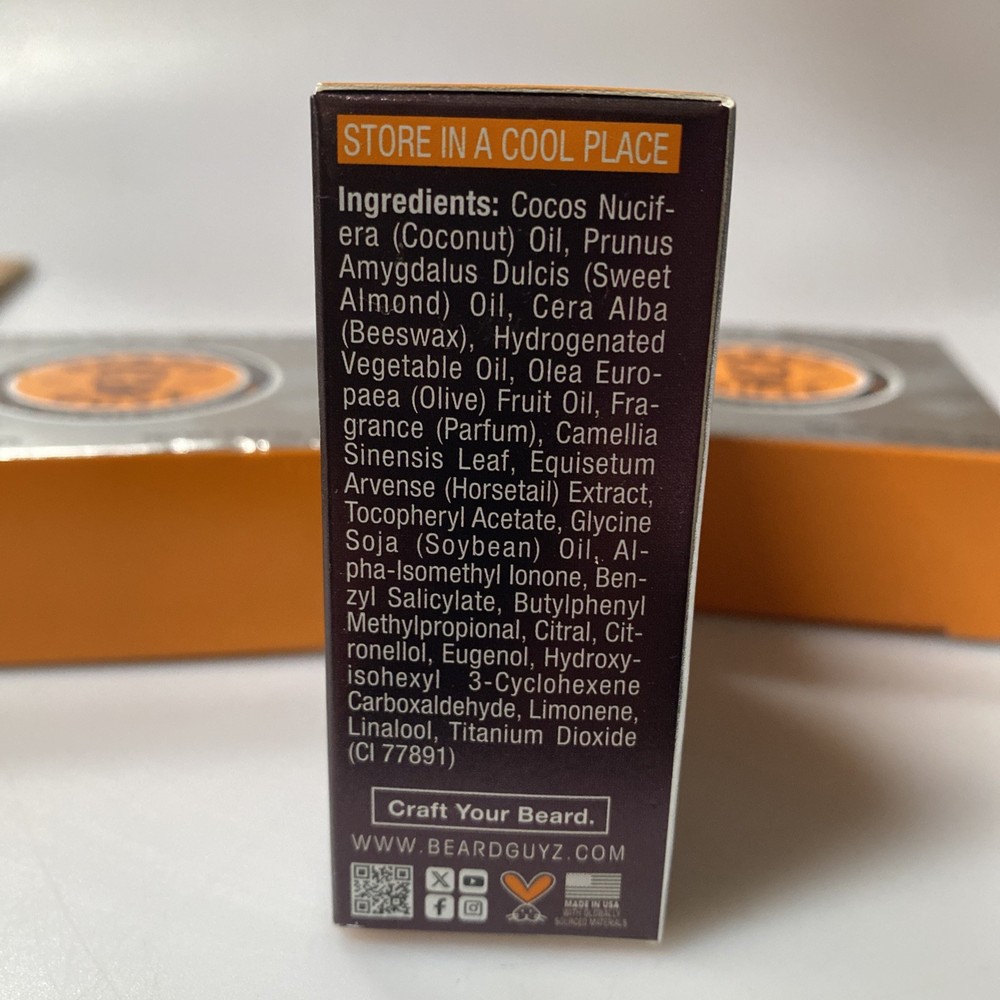 STORE IN A COOL PLACE
Ingredients: Cocos Nucif-
era (Coconut) Oil, Prunus
Amygdalus Dulcis (Sweet
Almond) Oil, Cera Alba
(Beeswax), Hydrogenated
Vegetable Oil, Olea Euro-
paea (Olive) Fruit Oil, Fra-
grance (Parfum), Camellia
Sinensis Leaf, Equisetum
Arvense (Horsetail) Extract,
Tocopheryl Acetate, Glycine
Soja (Soybean) Oil, Al-
pha-Isomethyl Ionone, Ben-
zyl Salicylate, Butylphenyl
Methylpropional, Citral, Cit-
ronellol, Eugenol, Hydroxy-
isohexyl 3-Cyclohexene
Carboxaldehyde, Limonene,
Linalool, Titanium Dioxide
(CI 77891)
Craft Your Beard.
WWW.BEARDGUYZ.COM
MADE IN USA
WITH GLOBALLY
SOURCED MATERIALS